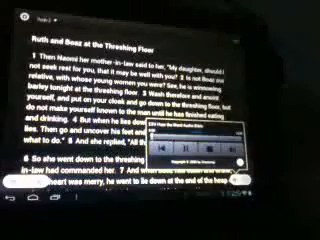 Ruth and Boaz at the Threshing Floor
1 Then Naomi her mother-in-law said to her, "My daughter, should I
not seek rest for you, that it may be well with you? 2 Is not Boaz our
relative, with whose young women you were? See, he is winnowing
barley tonight at the threshing floor. 3 Wash therefore and anoint
yourself, and put on your cloak and go down to the threshing floor, but
do not make yourself known to the man until he has finished eating
and drinking. 4 But when he lies down
lies. Then go and uncover his feet and
what to do." 5 And she replied, "All
6 So she went down to the threshing
in-law had commanded her. 7 And when
heart was merry, he went to lie down at the end of the heap